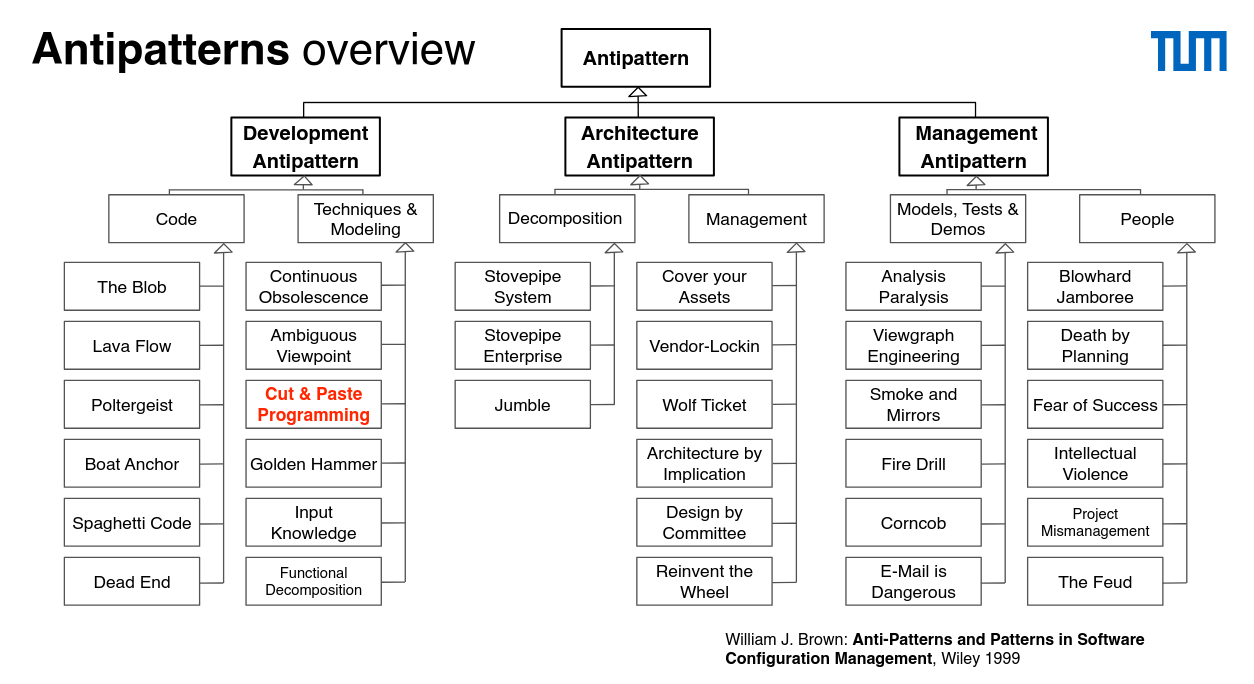 Antipatterns overview
TUM
Antipattern
Development
Antipattern
Architecture
Antipattern
Management
Antipattern
Code
Techniques &
Modeling
Decomposition
Management
Models, Tests &
Demos
People
The Blob
Lava Flow
Poltergeist
Boat Anchor
Spaghetti Code
Dead End
Continuous
Obsolescence
Ambiguous
Viewpoint
Cut & Paste
Programming
Golden Hammer
Input
Knowledge
Functional
Decomposition
Stovepipe
System
Stovepipe
Enterprise
Jumble
Cover your
Assets
Vendor-Lockin
Wolf Ticket
Architecture by
Implication
Design by
Committee
Reinvent the
Wheel
Analysis
Paralysis
Viewgraph
Engineering
Smoke and
Mirrors
Fire Drill
Corncob
E-Mail is
Dangerous
Blowhard
Jamboree
Death by
Planning
Fear of Success
Intellectual
Violence
Project
Mismanagement
The Feud
William J. Brown: Anti-Patterns and Patterns in Software
Configuration Management, Wiley 1999